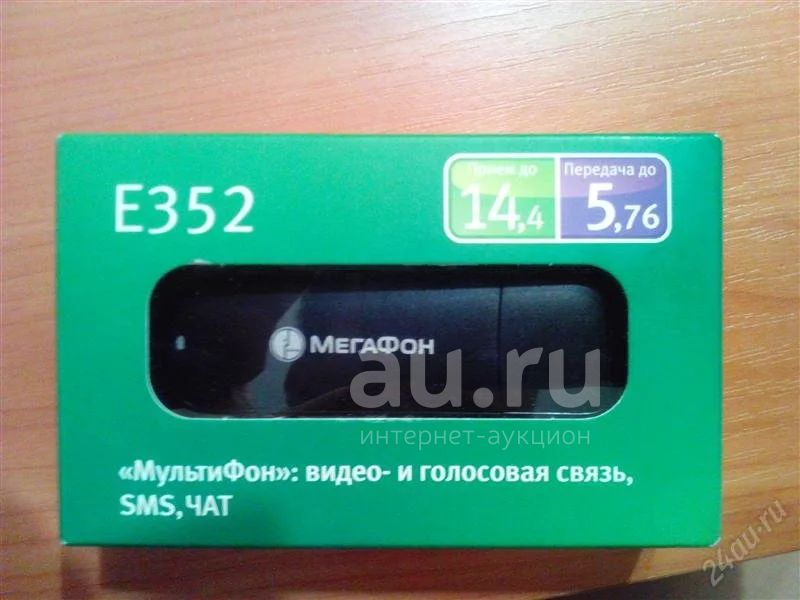 E352
Прием до
14,4
Передача до
5,76
МЕГАФОН
au.ru
интернет-аукцион
«МультиФон»: видео- и голосовая связь,
SMS, ЧАТ
24au.ru